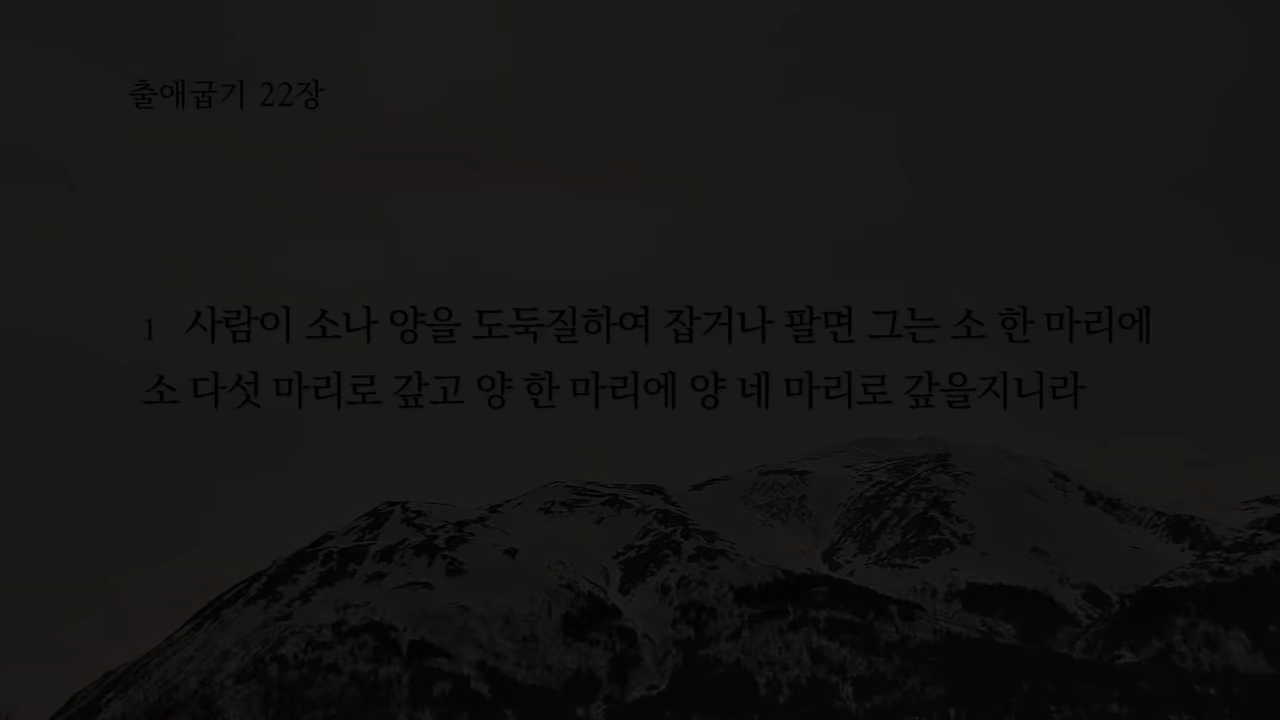 출애굽기 22장
1 사람이 소나 양을 도둑질하여 잡거나 팔면 그는 소 한 마리에
소 다섯 마리로 갚고 양 한 마리에 양 네 마리로 갚을지니라